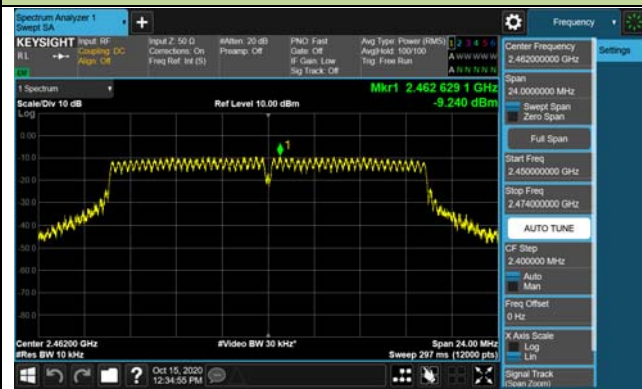 Spectrum Analyzer 1
Swept SA
Frequency
KEYSIGHT
RL
Input: RF
Coupling: DC
Align: Off
Input Z: 50 Ω
Corrections: On
Freq Ref: Int (S)
#Atten: 20 dB
Preamp: Off
PNO: Fast
Gate: Off
IF Gain: Low
Sig Track: Off
Avg Type: Power (RMS)
Avg|Hold: 100/100
Trig: Free Run
1 2 3 4 5 6
A W W W W W
A N N N N N
1 Spectrum
Scale/Div 10 dB
Ref Level 10.00 dBm
Mkr1 2.462 629 1 GHz
-9.240 dBm
Log
0.00
-10.0
-20.0
-30.0
-40.0
-50.0
-60.0
-70.0
-80.0
1
Center 2.46200 GHz
#Res BW 10 kHz
#Video BW 30 kHz*
Span 24.00 MHz
Sweep 297 ms (12000 pts)
Oct 15, 2020
12:34:55 PM
Center Frequency
2.462000000 GHz
Settings
Span
24.0000000 MHz
Swept Span
Zero Span
Full Span
Start Freq
2.450000000 GHz
Stop Freq
2.474000000 GHz
AUTO TUNE
CF Step
2.400000 MHz
Auto
Man
Freq Offset
0 Hz
X Axis Scale
Log
Lin
Signal Track
(Span Zoom)